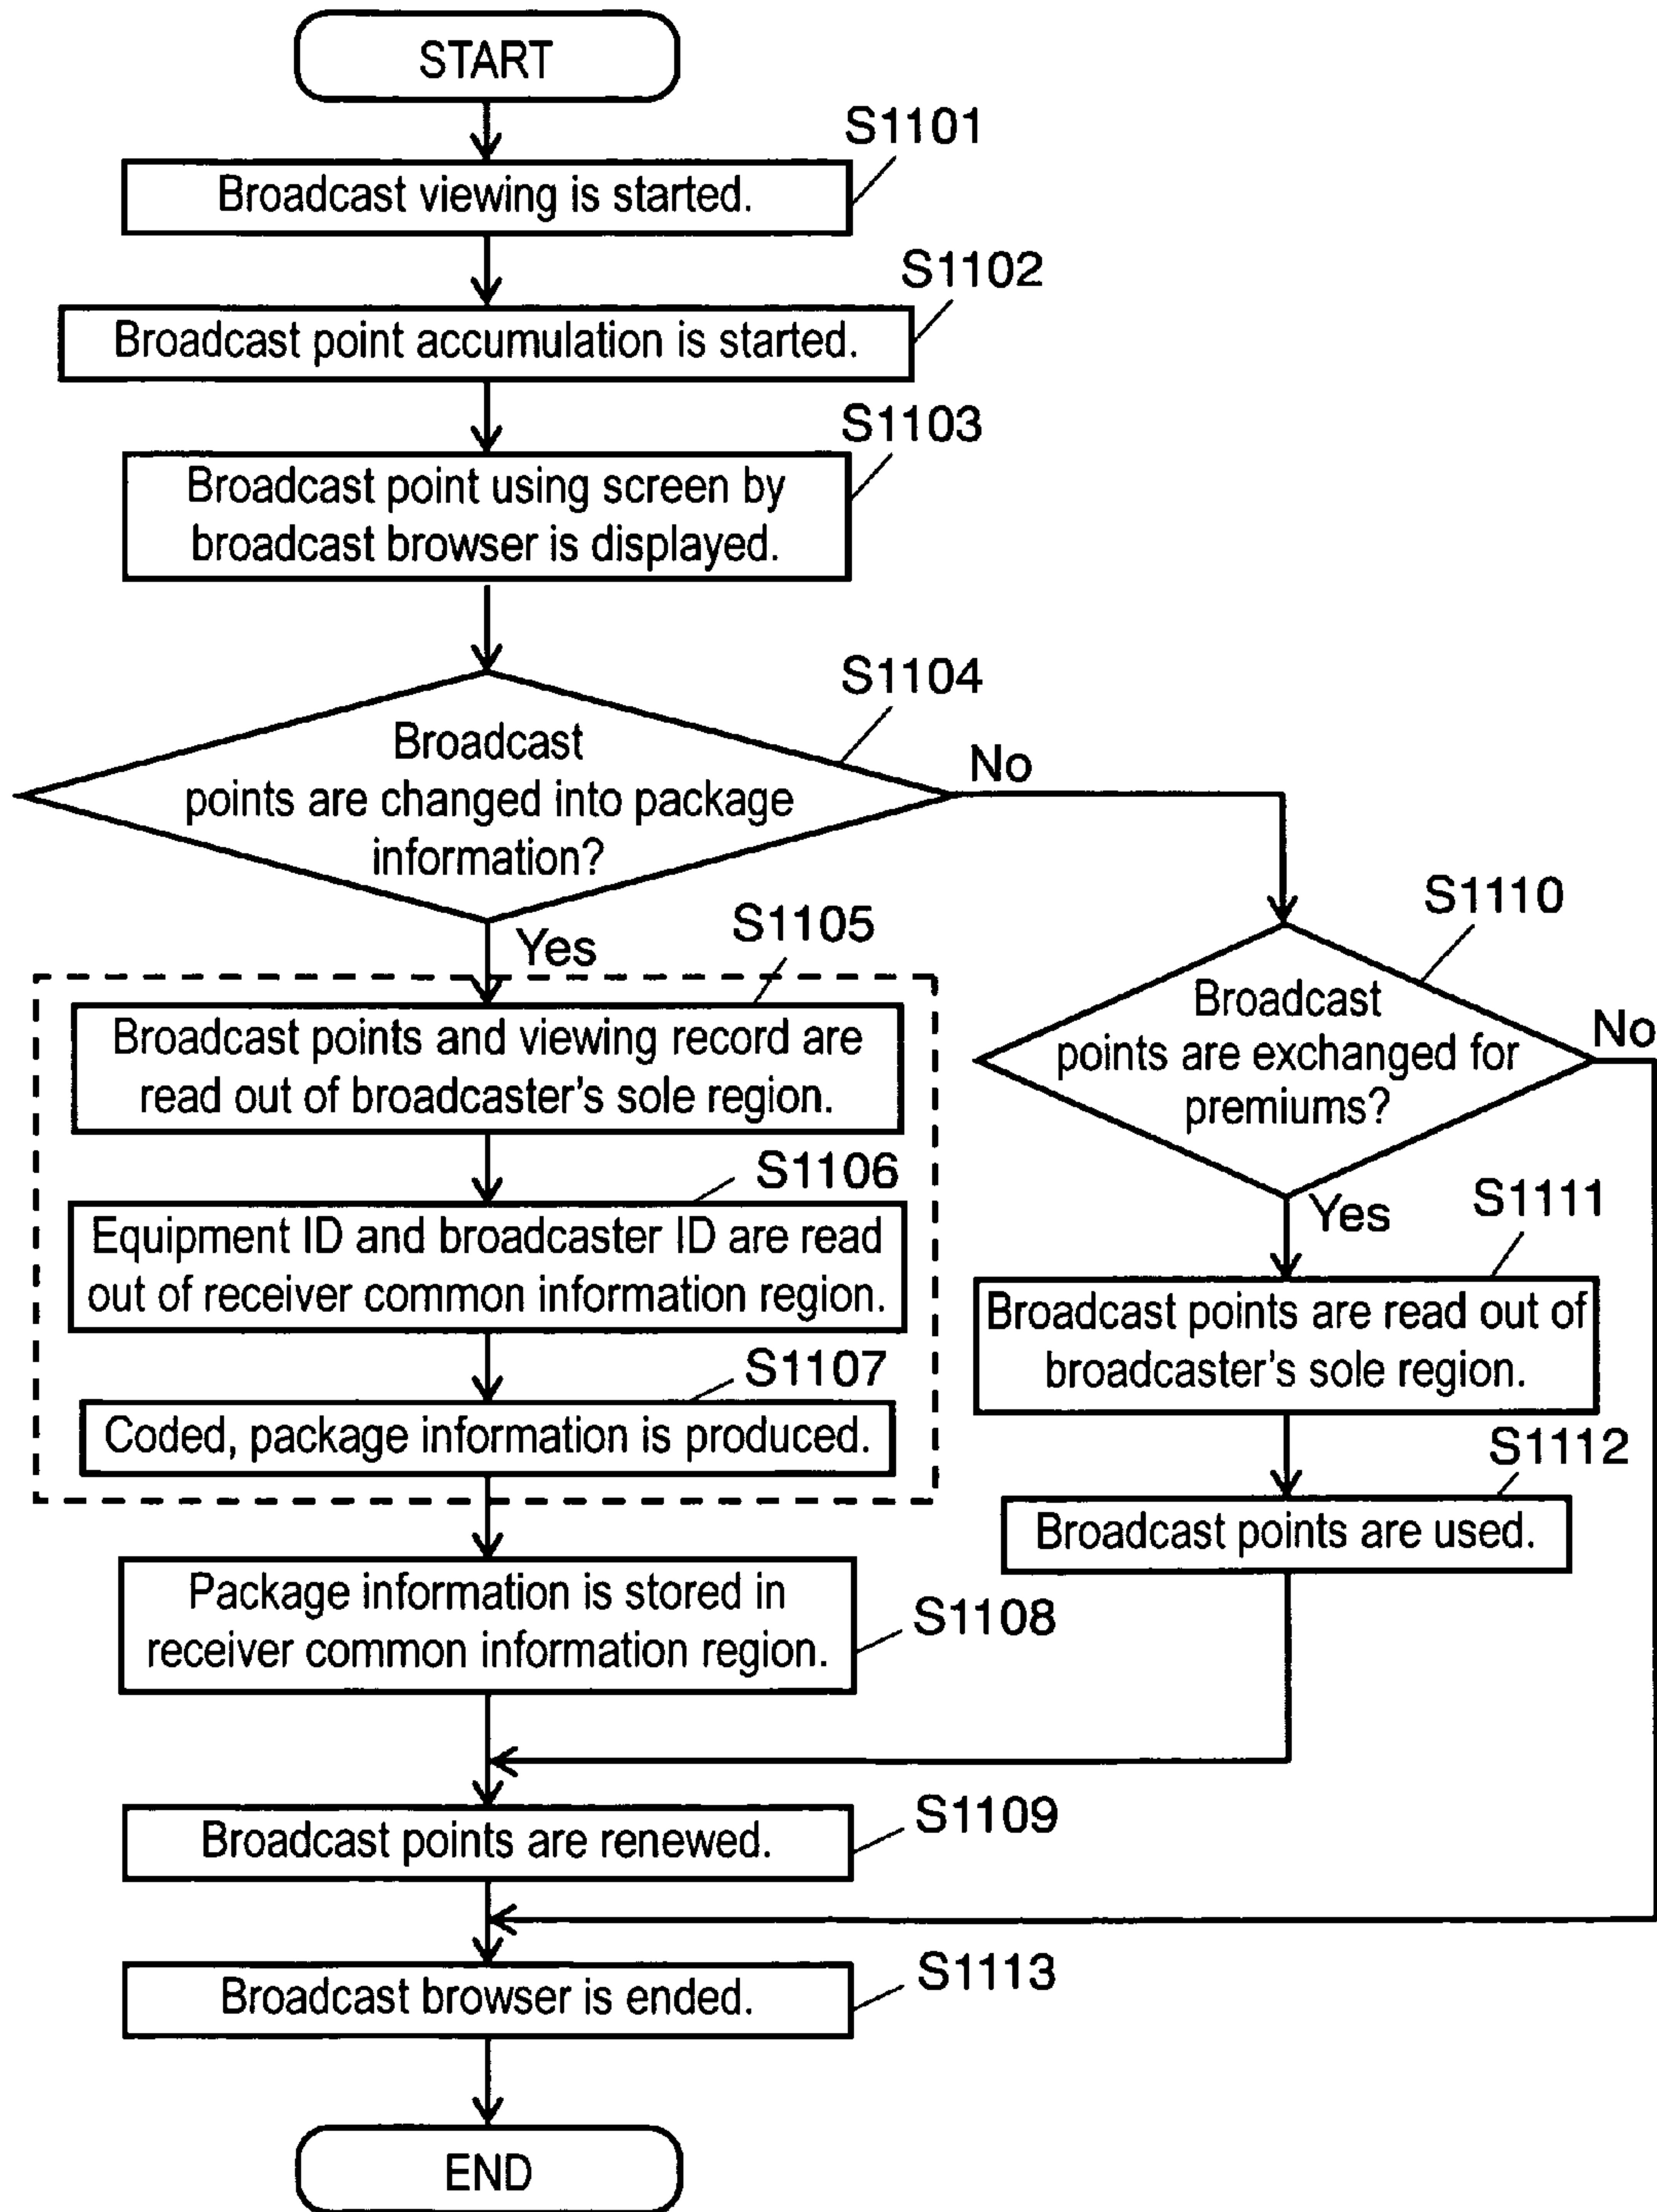 START
S1101
Broadcast viewing is started.
S1102
Broadcast point accumulation is started.
S1103
Broadcast point using screen by
broadcast browser is displayed.
S1104
Broadcast
points are changed into package
information?
No
Yes
S1105
Broadcast points and viewing record are
read out of broadcaster's sole region.
S1106
Equipment ID and broadcaster ID are read
out of receiver common information region.
S1107
Coded, package information is produced.
Package information is stored in
receiver common information region.
S1108
Broadcast points are renewed.
S1109
S1110
Broadcast
points are exchanged for
premiums?
No
Yes
S1111
Broadcast points are read out of
broadcaster's sole region.
S1112
Broadcast points are used.
Broadcast browser is ended.
S1113
END